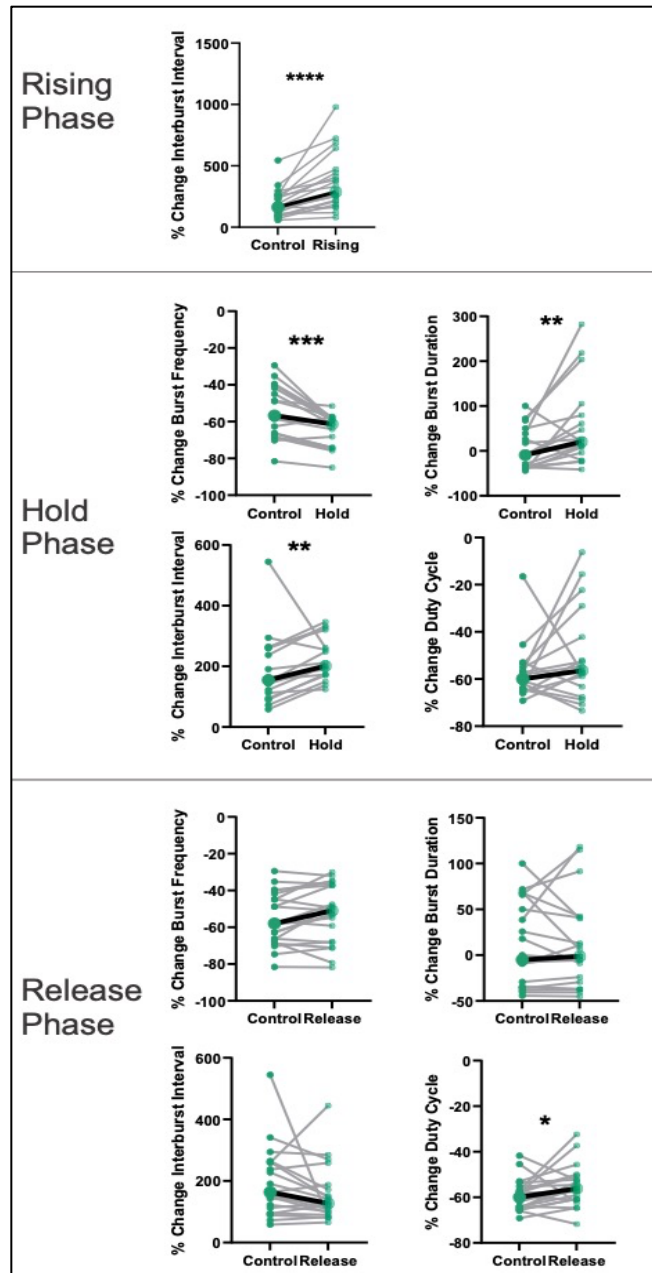 Rising
Phase
% Change Interburst Interval
1500
1000
500
0
****
Control Rising
Hold
Phase
% Change Burst Frequency
0
-20
-40
-60
-80
-100
***
Control Hold
% Change Burst Duration
300
200
100
0
-100
**
Control Hold
% Change Interburst Interval
600
400
200
0
**
Control Hold
% Change Duty Cycle
0
-20
-40
-60
-80
Control Hold
Release
Phase
% Change Burst Frequency
0
-20
-40
-60
-80
-100
Control Release
% Change Burst Duration
150
100
50
0
-50
Control Release
% Change Interburst Interval
600
400
200
0
Control Release
% Change Duty Cycle
0
-20
-40
-60
-80
*
Control Release